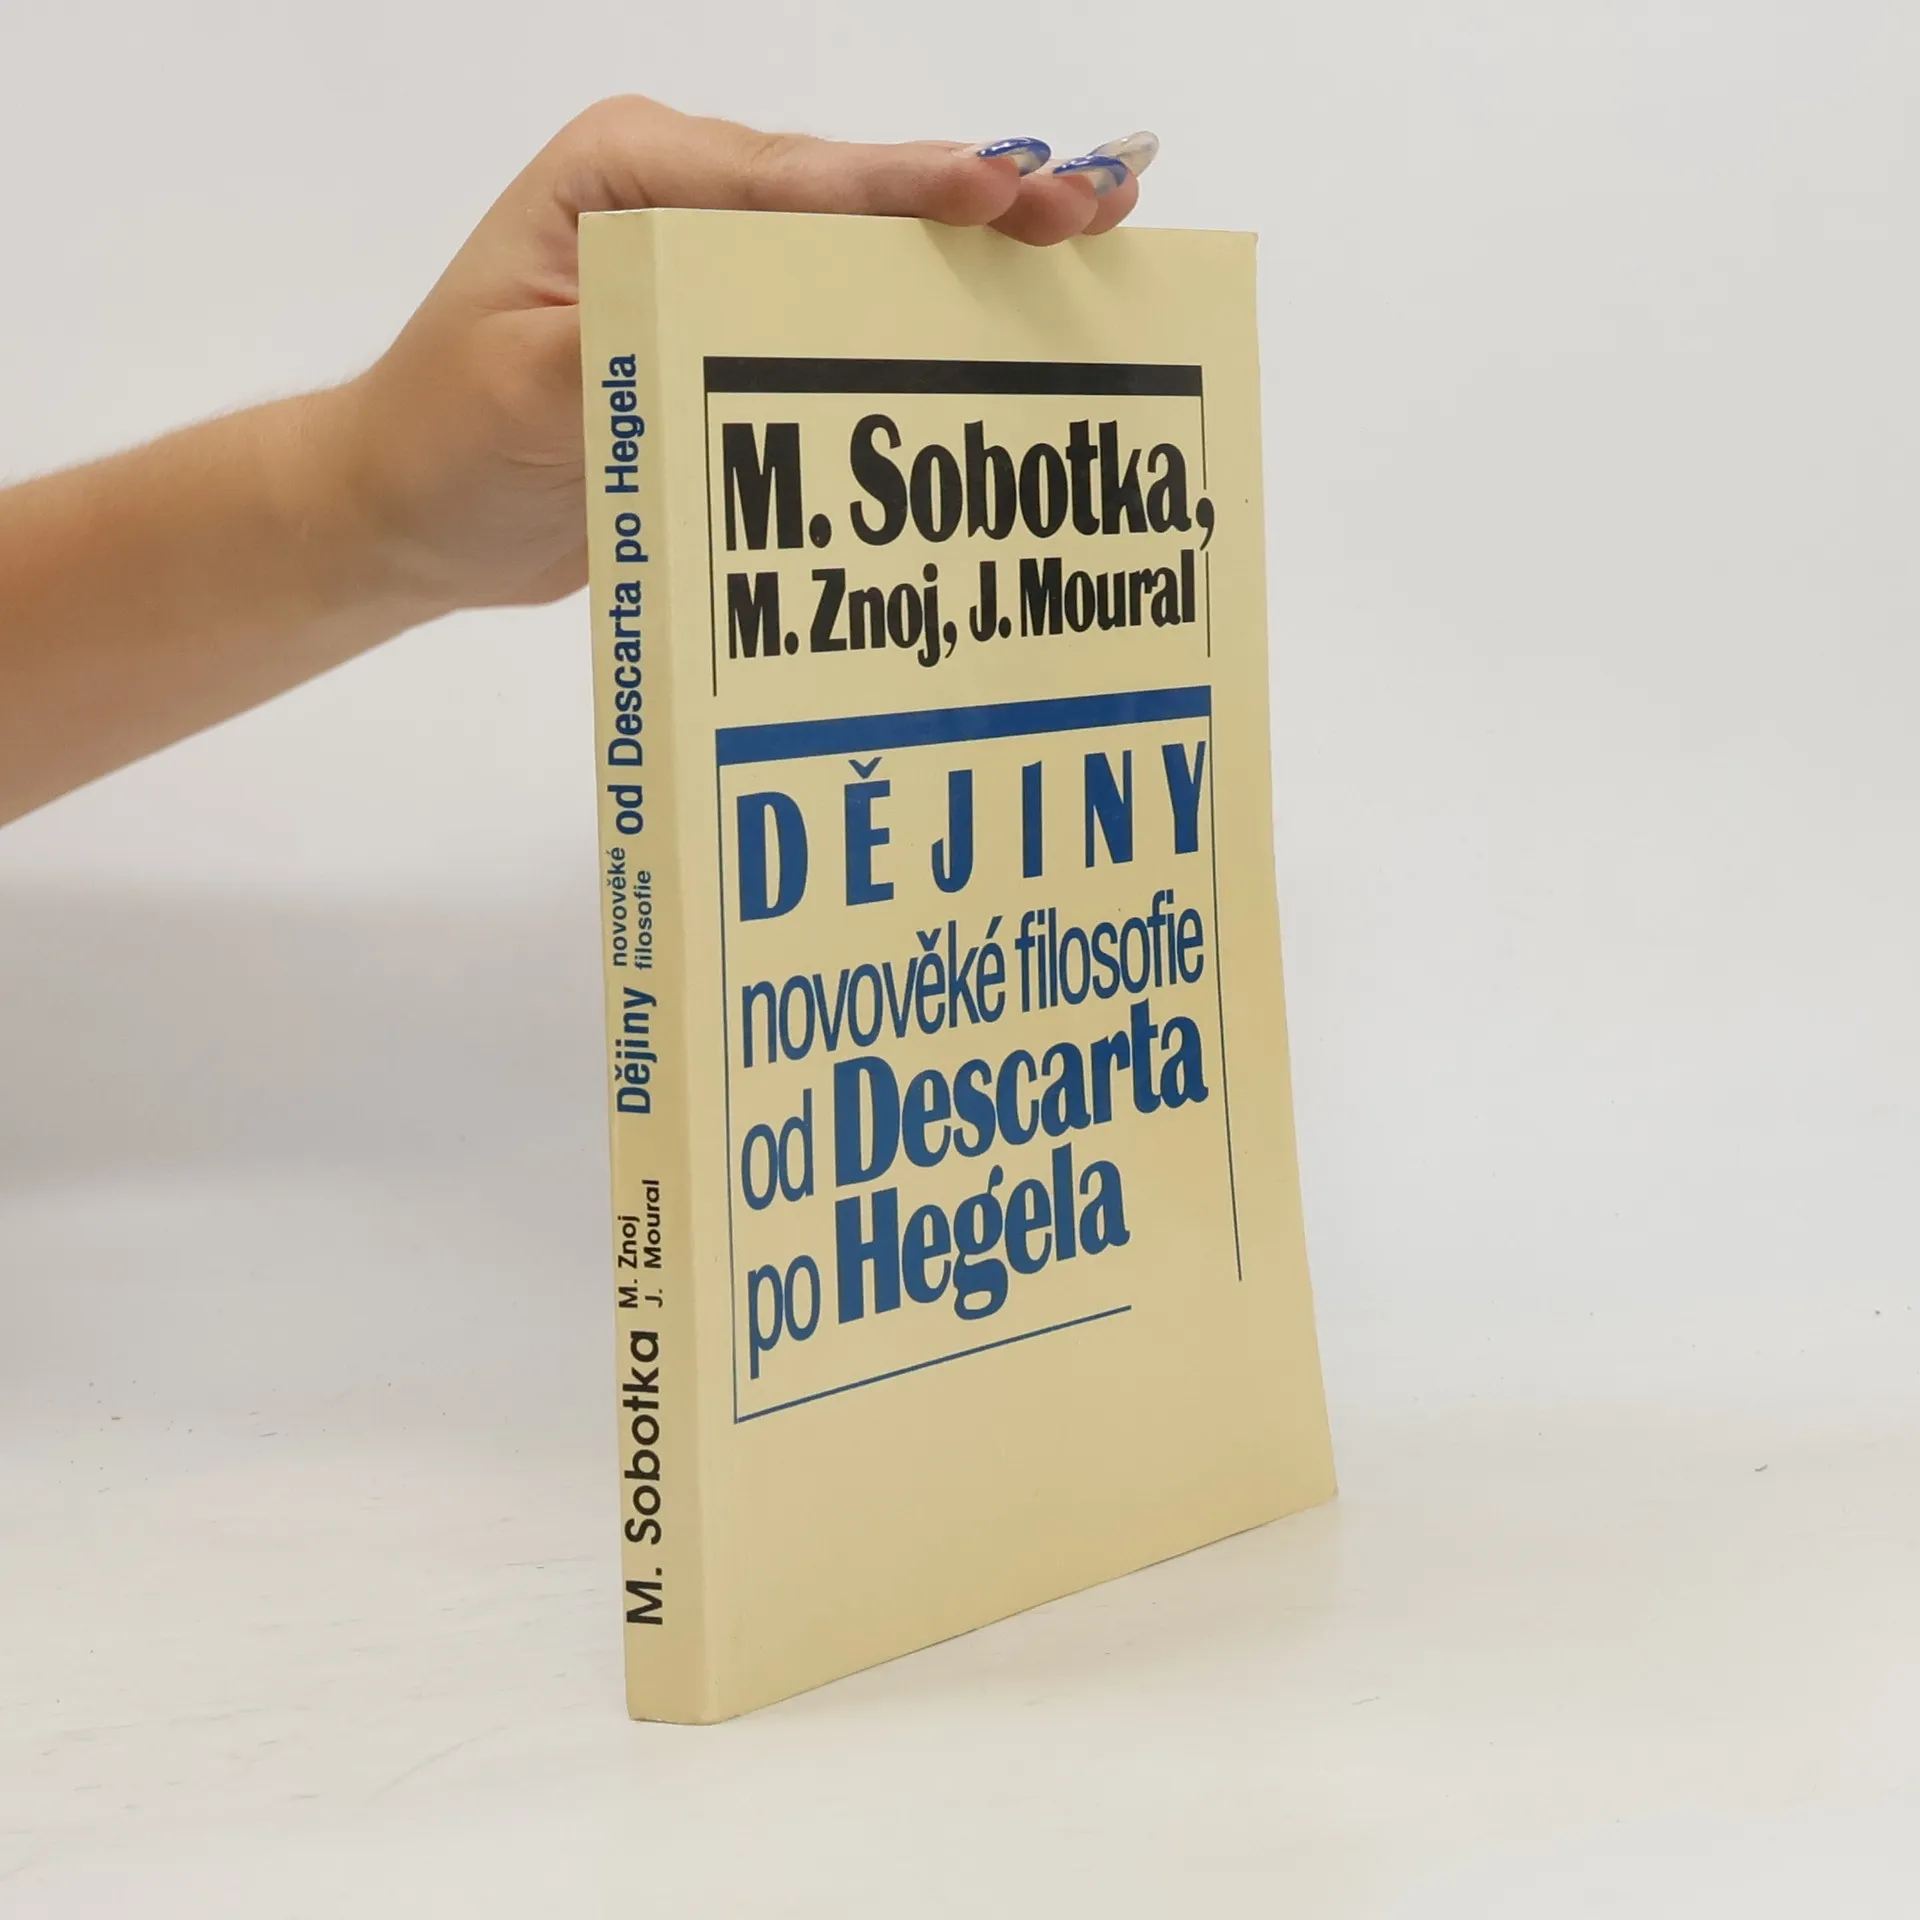 M. Sobotka,
M. Znoj, J. Moural
DĚJINY
novověké filosofie
od Descarta
po Hegela
M. Sobotka
M. Znoj
J. Moural
Dějiny
novověké
filosofie
od Descarta po Hegela